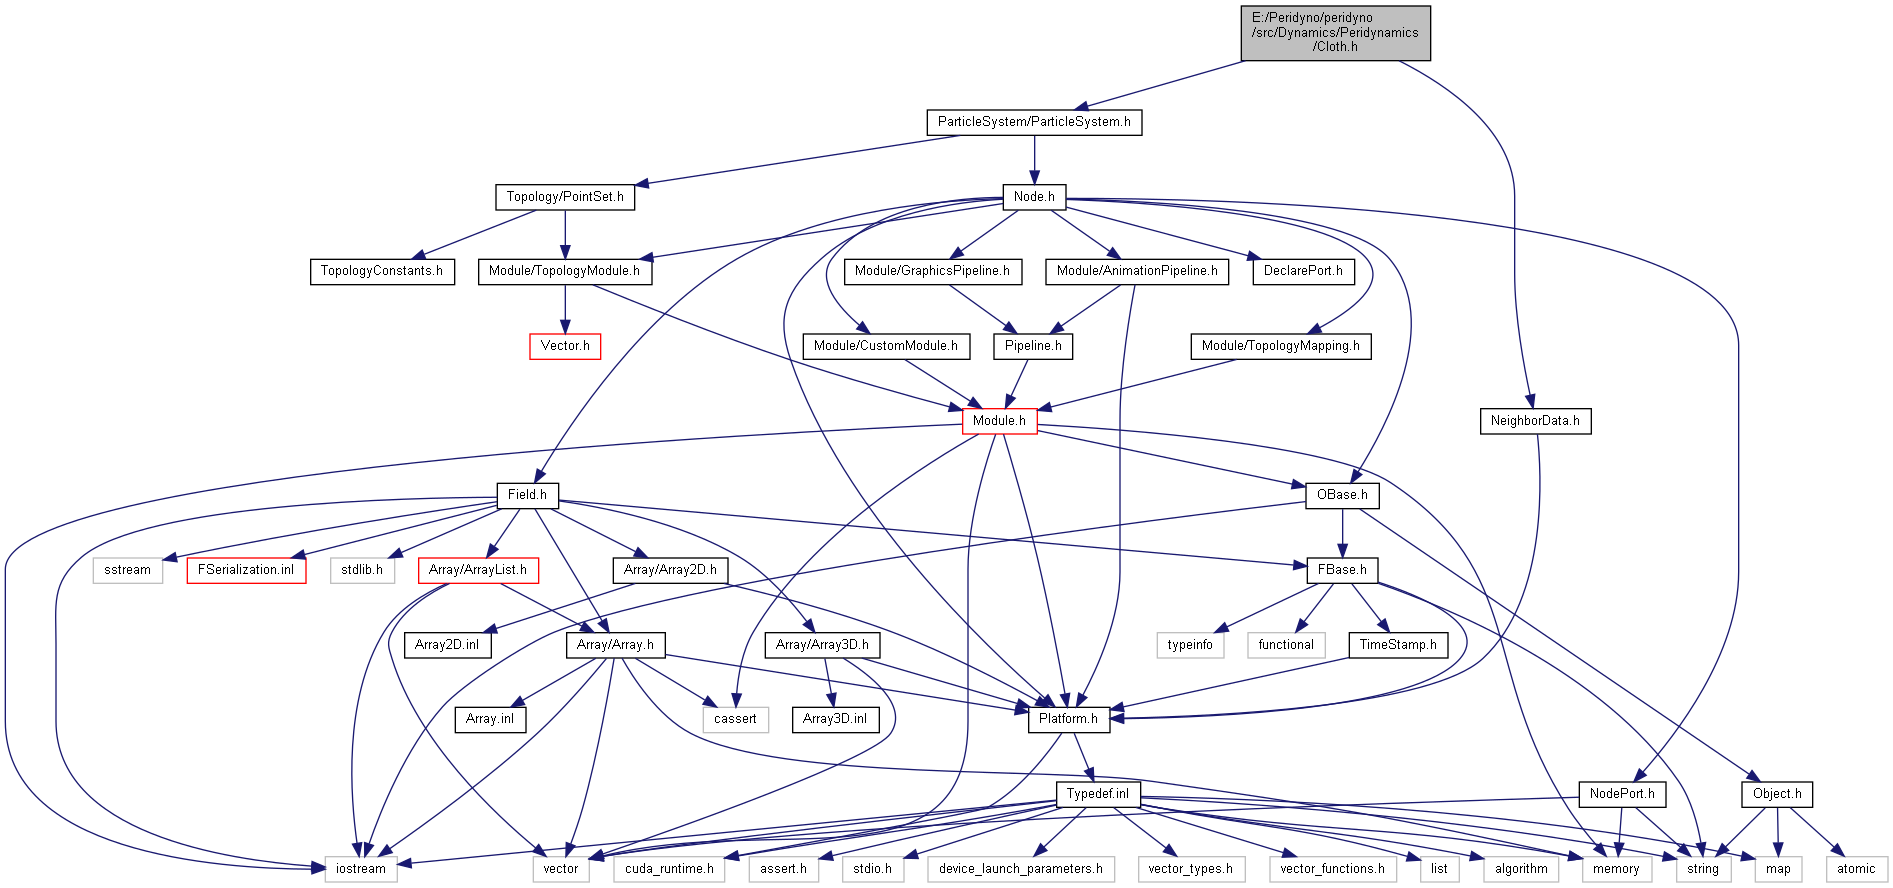 E:/Peridyno/peridyno
/src/Dynamics/Peridynamics
/Cloth.h
ParticleSystem/ParticleSystem.h
Topology/PointSet.h
Node.h
TopologyConstants.h
Module/TopologyModule.h
Module/GraphicsPipeline.h
Module/AnimationPipeline.h
DeclarePort.h
Vector.h
Module/CustomModule.h
Pipeline.h
Module/TopologyMapping.h
Module.h
NeighborData.h
Field.h
OBase.h
sstream
FSerialization.inl
stdlib.h
Array/ArrayList.h
Array/Array2D.h
FBase.h
Array2D.inl
Array/Array.h
Array/Array3D.h
typeinfo
functional
TimeStamp.h
Array.inl
cassert
Array3D.inl
Platform.h
Typedef.inl
NodePort.h
Object.h
iostream
vector
cuda_runtime.h
assert.h
stdio.h
device_launch_parameters.h
vector_types.h
vector_functions.h
list
algorithm
memory
string
map
atomic